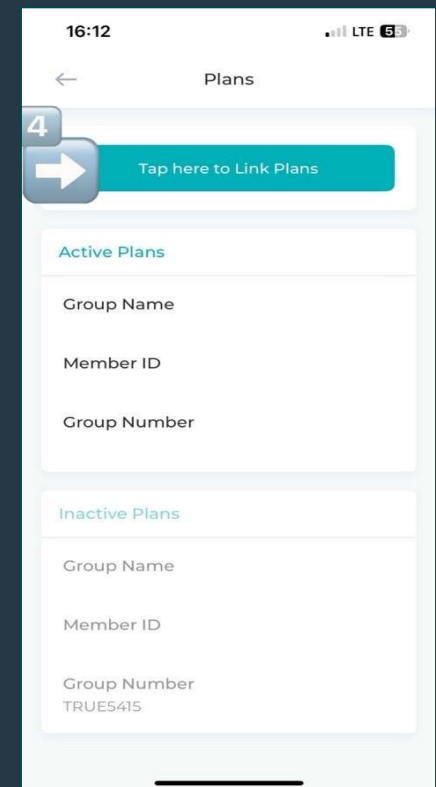 16:12
LTE 55
Plans
4
Tap here to Link Plans
Active Plans
Group Name
Member ID
Group Number
Inactive Plans
Group Name
Member ID
Group Number
TRUE5415